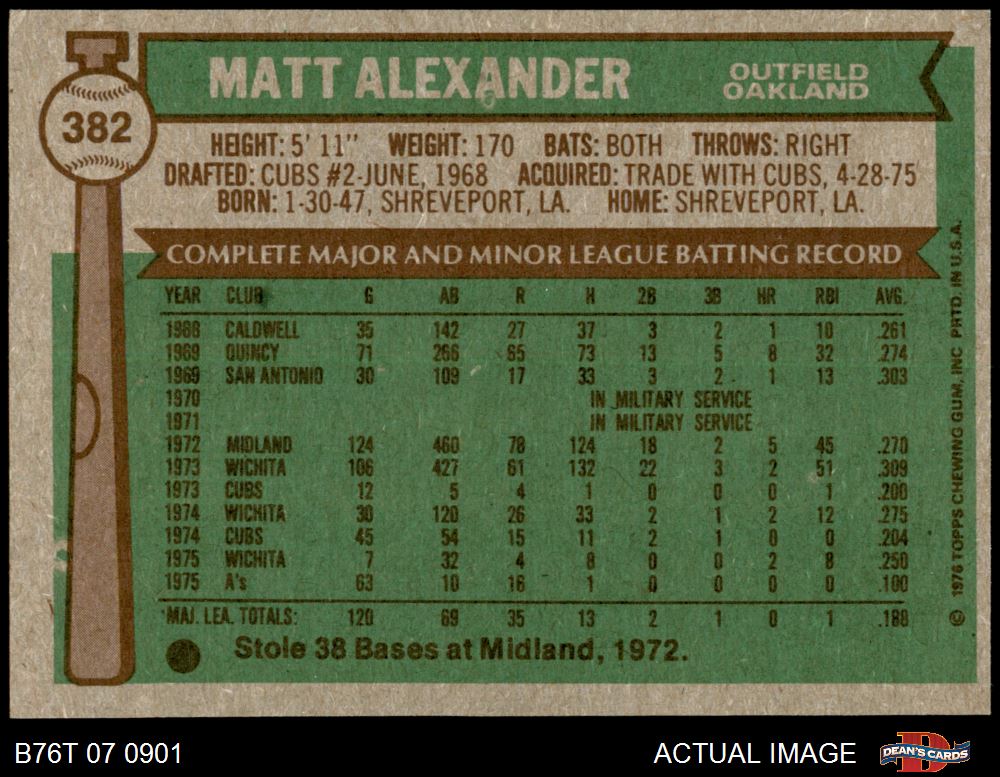 MATT ALEXANDER
OUTFIELD
OAKLAND
382
HEIGHT: 5' 11" WEIGHT: 170 BATS: BOTH THROWS: RIGHT
DRAFTED: CUBS #2-JUNE, 1968 ACQUIRED: TRADE WITH CUBS, 4-28-75
BORN: 1-30-47, SHREVEPORT, LA. HOME: SHREVEPORT, LA.
COMPLETE MAJOR AND MINOR LEAGUE BATTING RECORD
YEAR CLUB G AB R H 2B 3B HR RBI AVG.
1968 CALDWELL 35 142 27 37 3 2 1 10 .261
1969 QUINCY 71 266 65 73 13 5 8 32 .274
1969 SAN ANTONIO 30 109 17 33 3 2 1 13 .303
1970 IN MILITARY SERVICE
1971 IN MILITARY SERVICE
1972 MIDLAND 124 460 78 124 18 2 5 45 .270
1973 WICHITA 106 427 61 132 22 3 2 51 .309
1973 CUBS 12 5 4 1 0 0 0 1 .200
1974 WICHITA 30 120 26 33 2 1 2 12 .275
1974 CUBS 45 54 15 11 2 1 0 0 .204
1975 WICHITA 7 32 4 8 0 0 2 8 .250
1975 A's 63 10 16 1 0 0 0 0 .100
MAJ. LEA. TOTALS: 120 69 35 13 2 1 0 1 .188
Stole 38 Bases at Midland, 1972.
© 1976 TOPPS CHEWING GUM, INC PRTD. IN U.S.A.
B76T 07 0901
ACTUAL IMAGE
DEAN'S CARDS